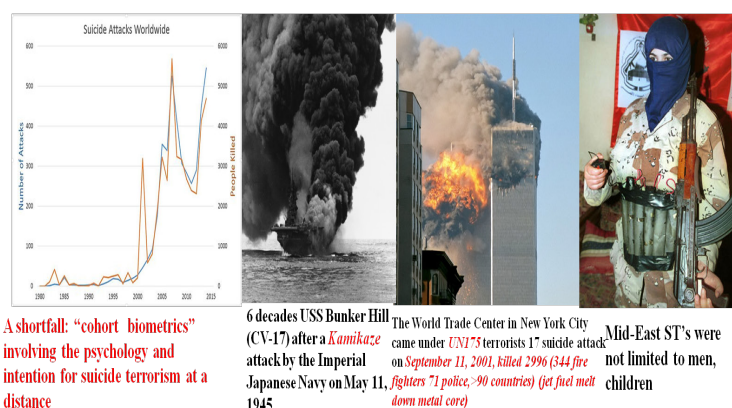 Suicide Attacks Worldwide
600
500
400
300
200
100
0
Number of Attacks
6000
5000
4000
3000
2000
1000
0
People Killed
1980 1985 1990 1995 2000 2005 2010 2015
A shortfall: “cohort biometrics”
involving the psychology and
intention for suicide terrorism at a
distance
6 decades USS Bunker Hill
(CV-17) after a Kamikaze
attack by the Imperial
Japanese Navy on May 11,
1945
The World Trade Center in New York City
came under UN175 terrorists 17 suicide attack
on September 11, 2001, killed 2996 (344 fire
fighters 71 police,>90 countries) (jet fuel melt
down metal core)
Mid-East ST’s were
not limited to men,
children